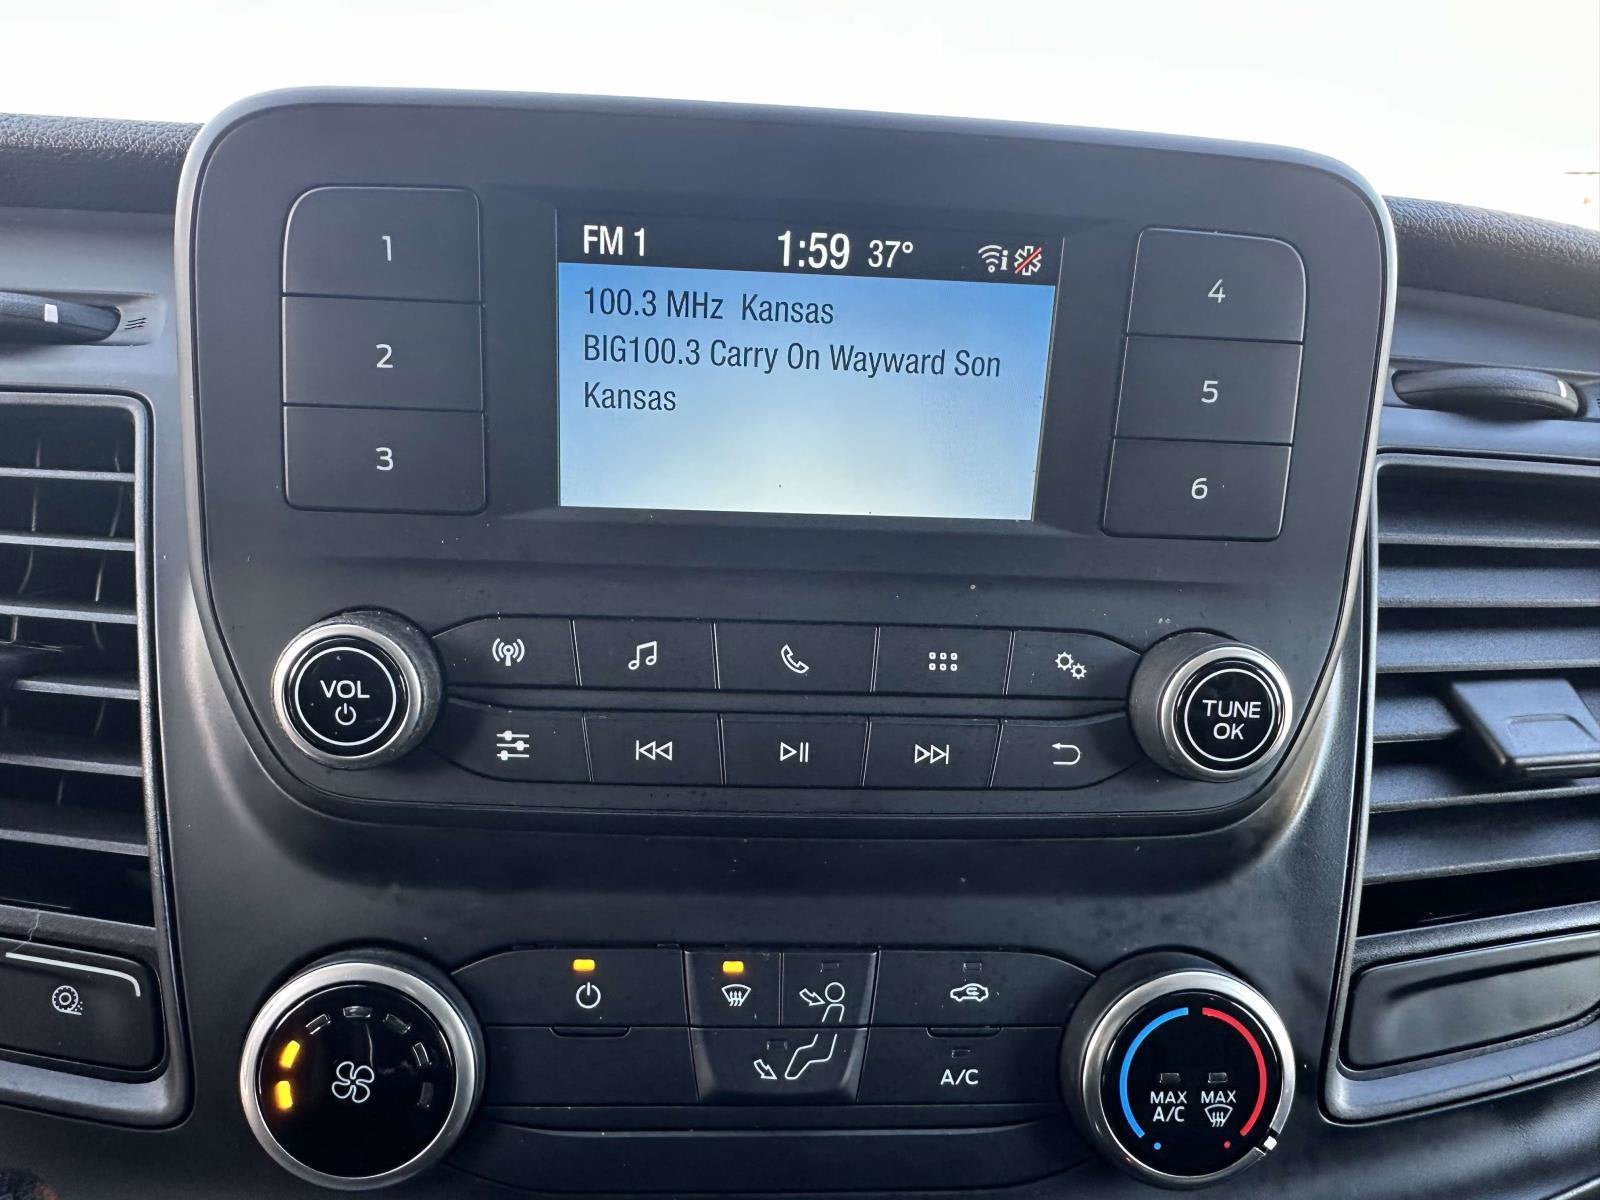 FM 1 1:59 37° i
100.3 MHz Kansas
BIG100.3 Carry On Wayward Son
Kansas
1
2
3
4
5
6
VOL
TUNE
OK
A/C
MAX MAX
A/C